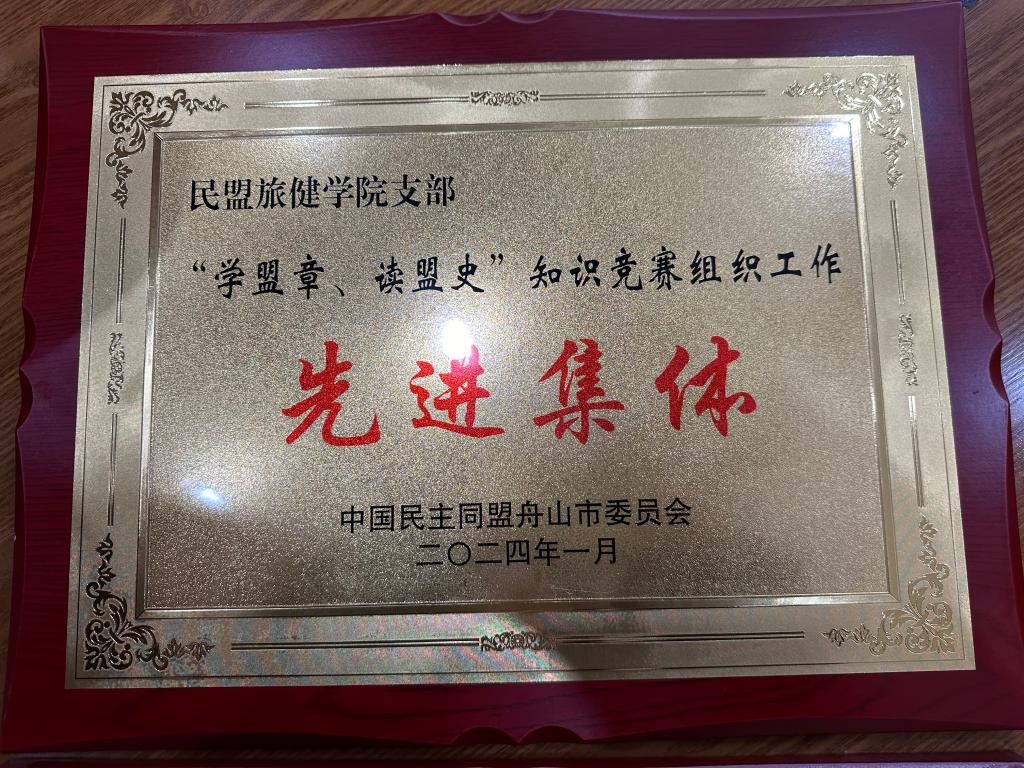 民盟旅健学院支部
“学盟章、读盟史”知识竞赛组织工作
先进集体
中国民主同盟舟山市委员会
二〇二四年一月